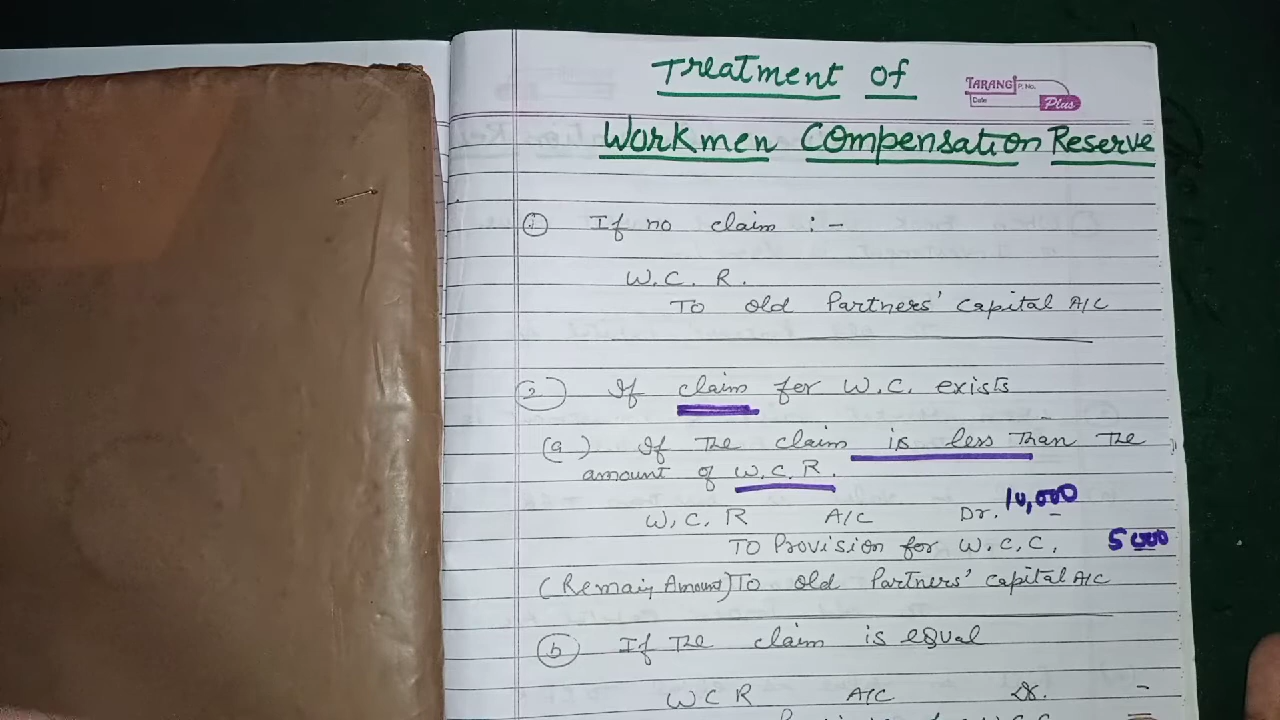 Treatment of
TARANG P. No.
Date Plus
Workmen Compensation Reserve
① If no claim :-
W. C. R.
To old Partners' Capital A/C
② If claim for W.C. exists
(a) If the claim is less than the
amount of W.C.R.
W, C, R A/C Dr. 10,000
To Provision for W.C.C. 5000
(Remain, Amount) To old Partners' capital A/C
ⓑ If the claim is equal
W C R A/C Dr. -